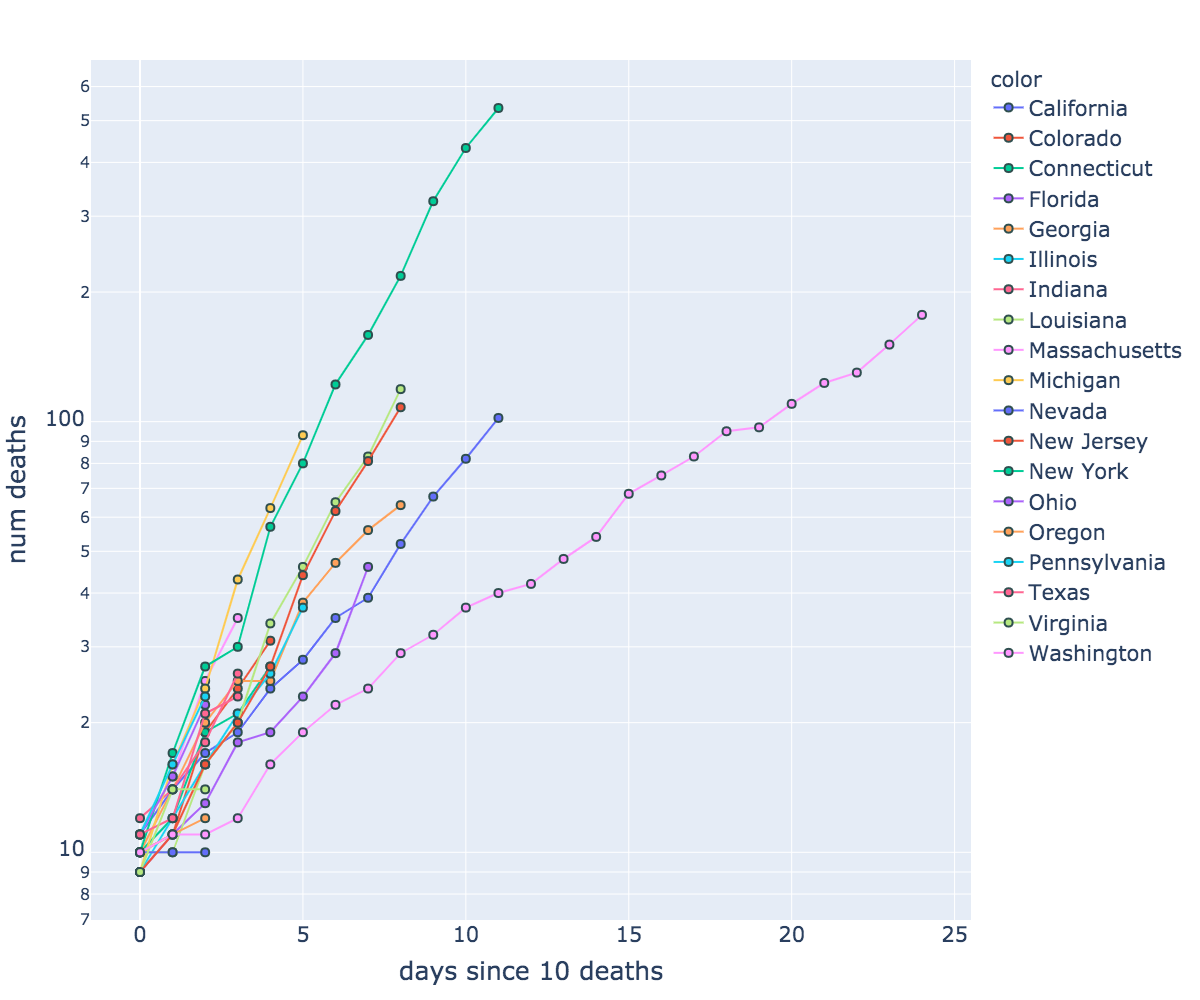 6
5
4
3
2
100
9
8
7
6
5
4
3
2
10
9
8
7
num deaths
0 5 10 15 20 25
days since 10 deaths
color
California
Colorado
Connecticut
Florida
Georgia
Illinois
Indiana
Louisiana
Massachusetts
Michigan
Nevada
New Jersey
New York
Ohio
Oregon
Pennsylvania
Texas
Virginia
Washington